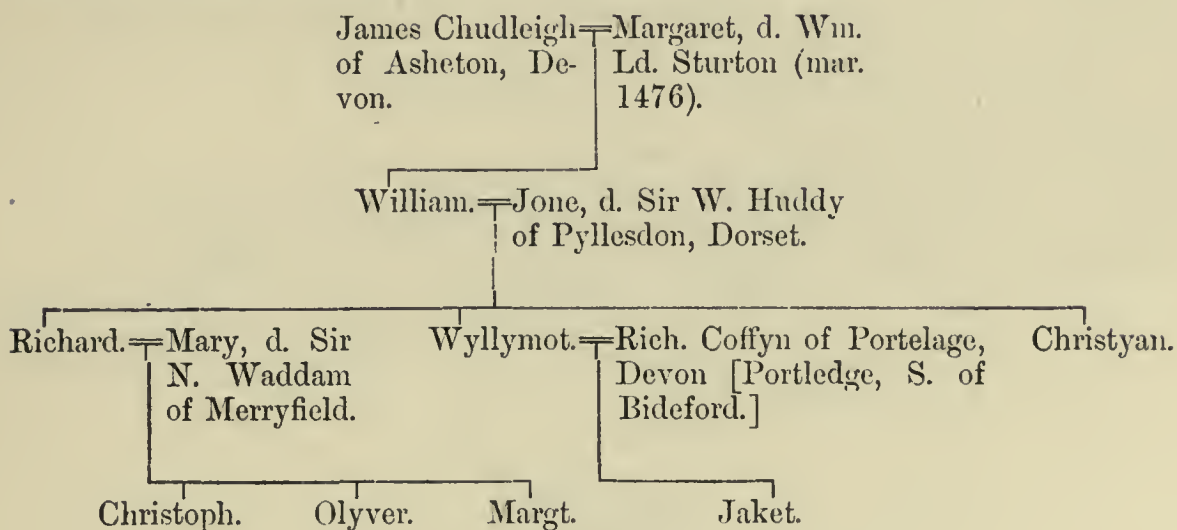 James Chudleigh = Margaret, d. Wm.
of Asheton, De- Ld. Sturton (mar.
von. 1476).
William. = Jone, d. Sir W. Huddy
of Pyllesdon, Dorset.
Richard. = Mary, d. Sir Wyllymot. = Rich. Coffyn of Portelage, Christyan.
N. Waddam Devon [Portledge, S. of
of Merryfield. Bideford.]
Christoph. Olyver. Margt. Jaket.